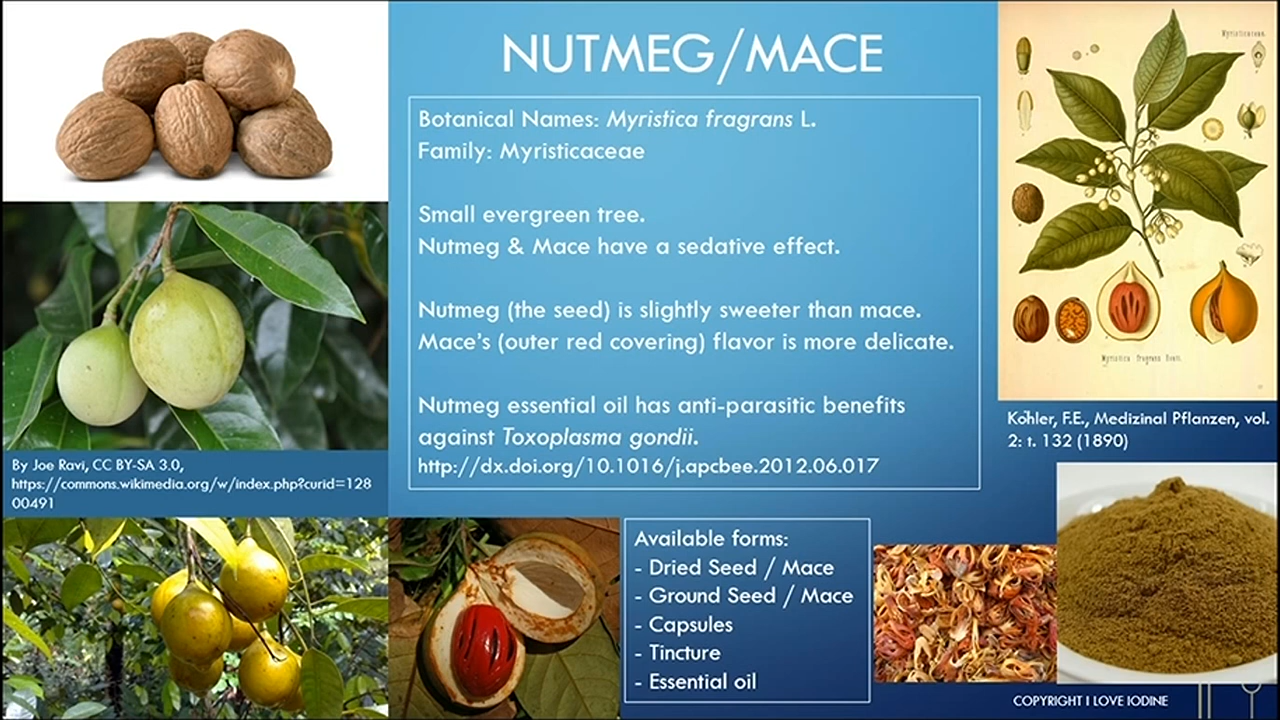 NUTMEG/MACE
Botanical Names: Myristica fragrans L.
Family: Myristicaceae
Small evergreen tree.
Nutmeg & Mace have a sedative effect.
Nutmeg (the seed) is slightly sweeter than mace.
Mace's (outer red covering) flavor is more delicate.
Nutmeg essential oil has anti-parasitic benefits
against Toxoplasma gondii.
http://dx.doi.org/10.1016/j.apcbee.2012.06.017
By Joe Ravi, CC BY-SA 3.0,
https://commons.wikimedia.org/w/index.php?curid=128
00491
Available forms:
- Dried Seed / Mace
- Ground Seed / Mace
- Capsules
- Tincture
- Essential oil
Myristicaceae.
Myristica fragrans Houtt.
Köhler, F.E., Medizinal Pflanzen, vol.
2: t. 132 (1890)
COPYRIGHT I LOVE IODINE